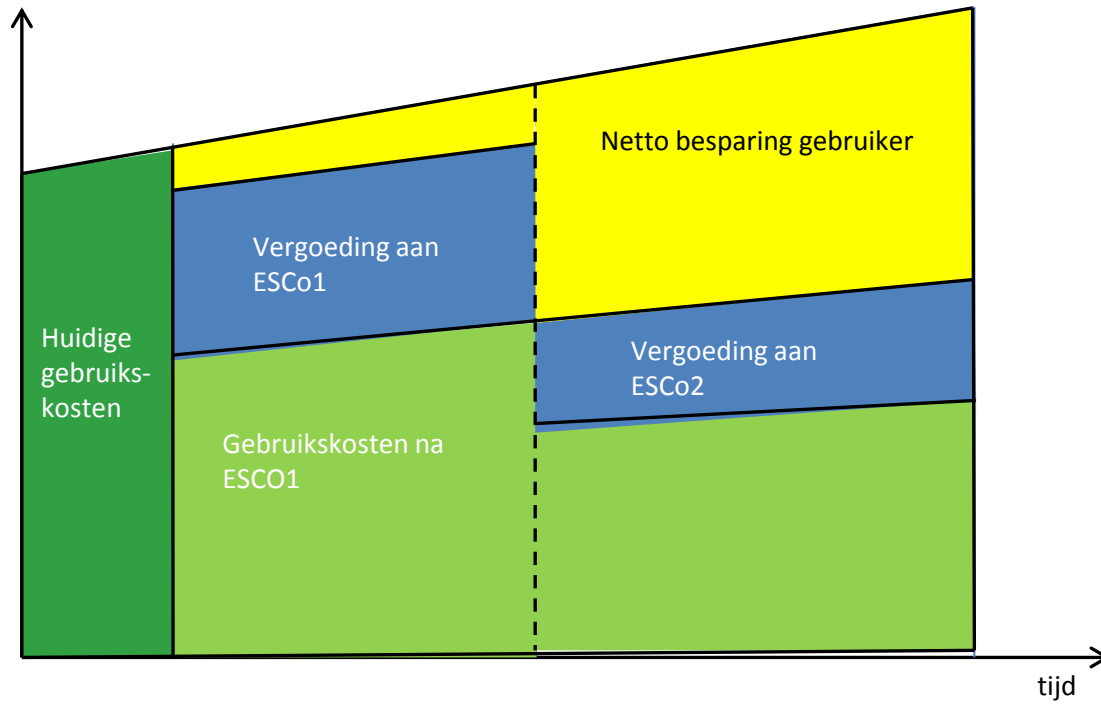 Netto besparing gebruiker
Vergoeding aan
ESCo1
Huidige
gebruiks-
kosten
Vergoeding aan
ESCo2
Gebruikskosten na
ESCO1
tijd